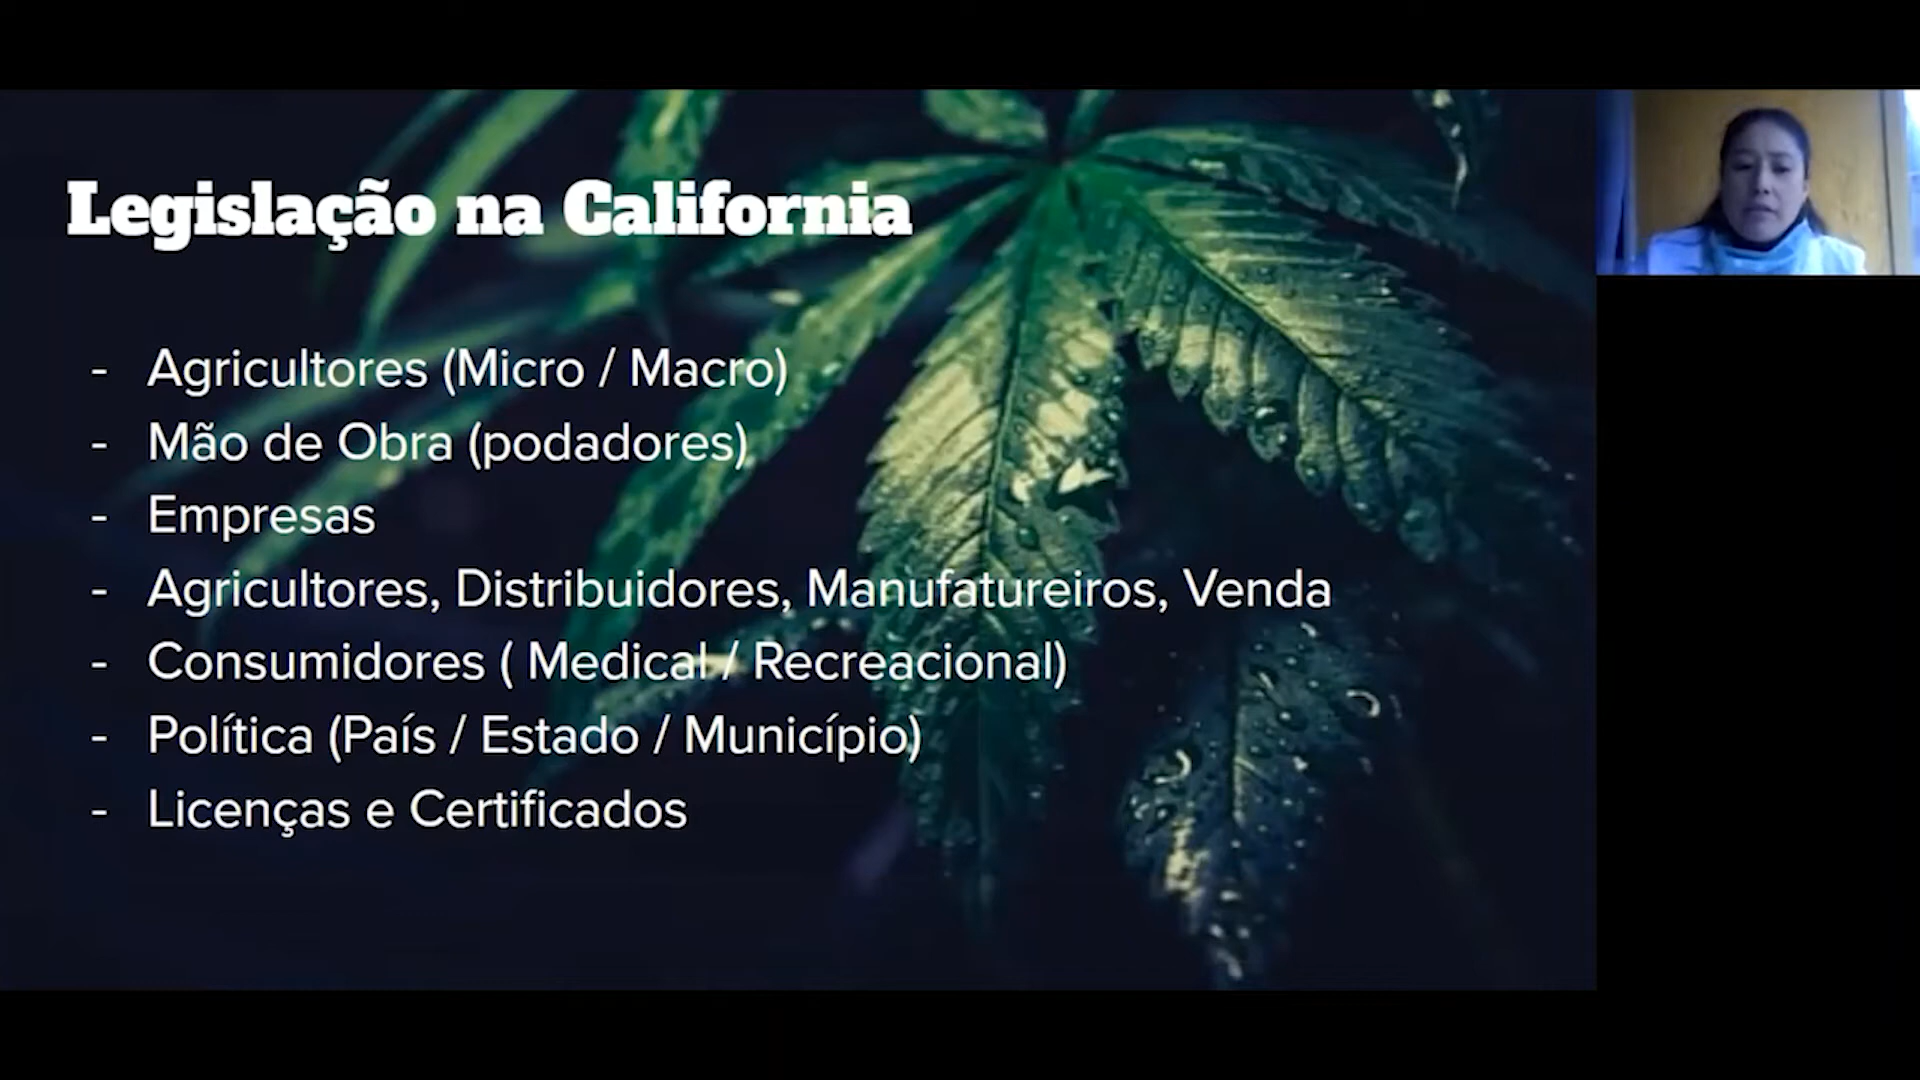 Legislação na California
- Agricultores (Micro / Macro)
- Mão de Obra (podadores)
- Empresas
- Agricultores, Distribuidores, Manufatureiros, Venda
- Consumidores ( Medical / Recreacional)
- Política (País / Estado / Município)
- Licenças e Certificados